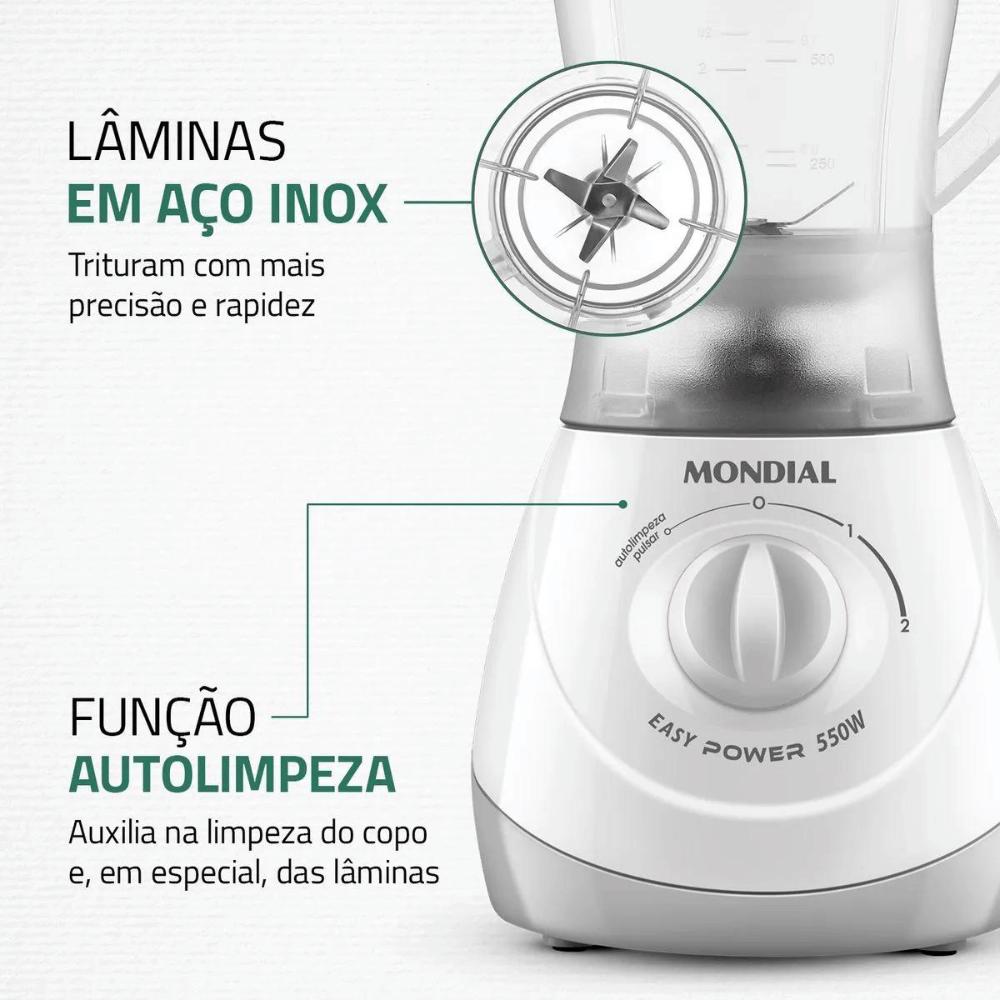 LÂMINAS
EM AÇO INOX
Trituram com mais
precisão e rapidez
500
2
250
MONDIAL
0
autolimpeza
pulsar
1
2
EASY POWER 550W
FUNÇÃO
AUTOLIMPEZA
Auxilia na limpeza do copo
e, em especial, das lâminas